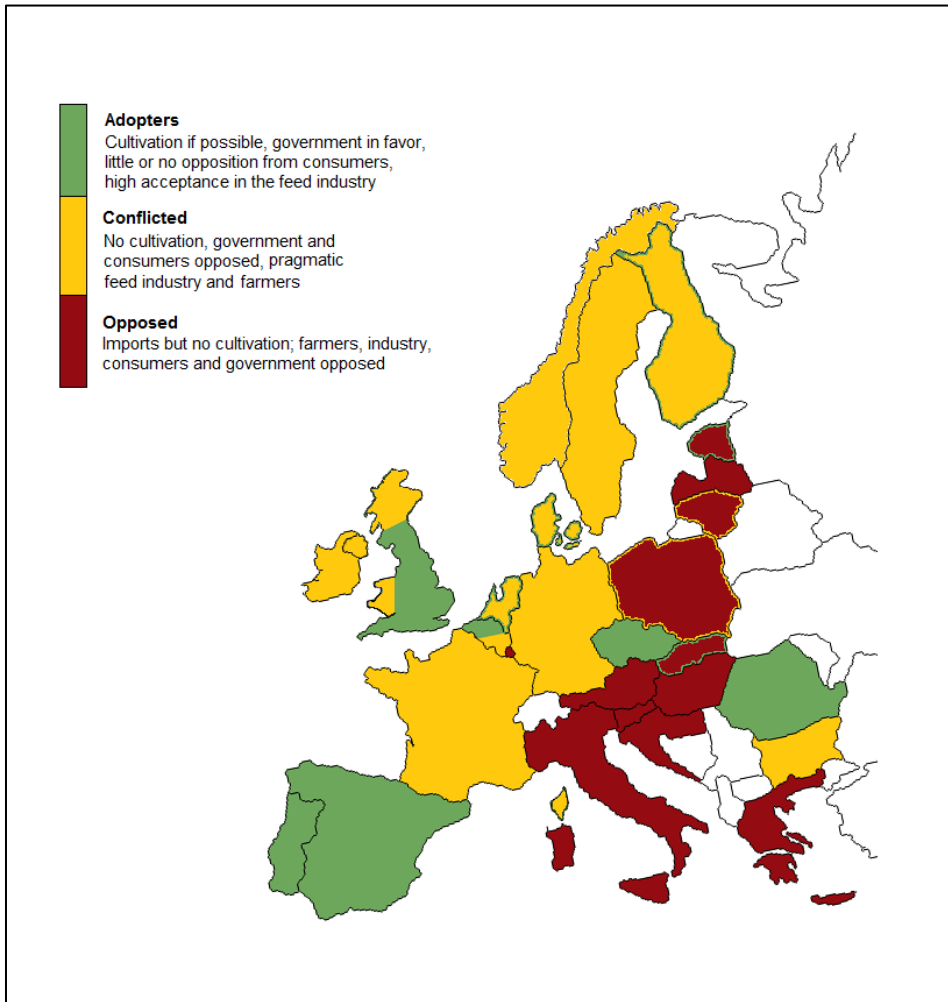 Adopters
Cultivation if possible, government in favor,
little or no opposition from consumers,
high acceptance in the feed industry
Conflicted
No cultivation, government and
consumers opposed, pragmatic
feed industry and farmers
Opposed
Imports but no cultivation; farmers, industry,
consumers and government opposed